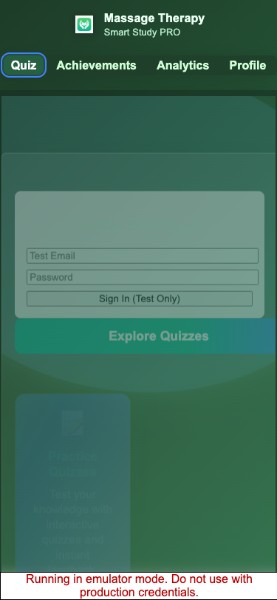 Massage Therapy
Smart Study PRO
Quiz Achievements Analytics Profile
Test Email
Password
Sign In (Test Only)
Explore Quizzes
Running in emulator mode. Do not use with
production credentials.